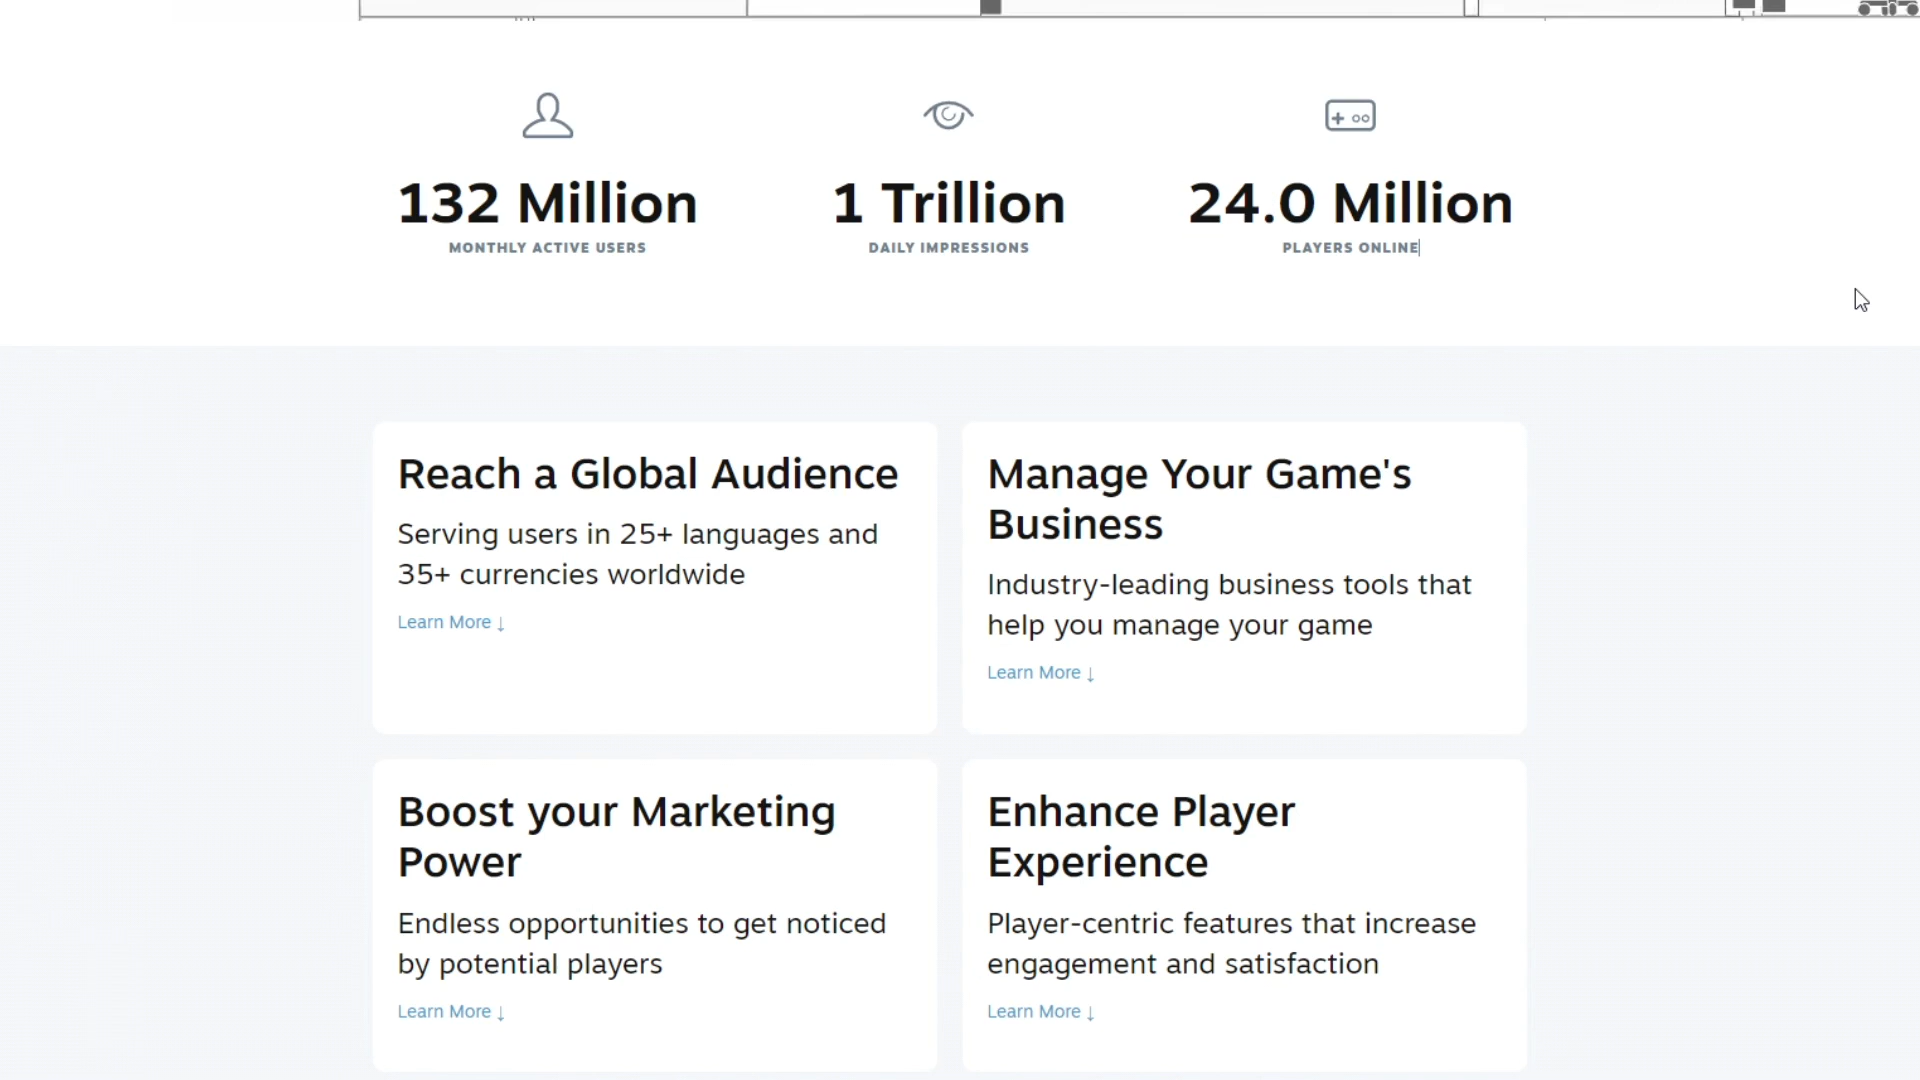 132 Million
MONTHLY ACTIVE USERS
1 Trillion
DAILY IMPRESSIONS
24.0 Million
PLAYERS ONLINE
Reach a Global Audience
Serving users in 25+ languages and
35+ currencies worldwide
Learn More ↓
Manage Your Game's
Business
Industry-leading business tools that
help you manage your game
Learn More ↓
Boost your Marketing
Power
Endless opportunities to get noticed
by potential players
Learn More ↓
Enhance Player
Experience
Player-centric features that increase
engagement and satisfaction
Learn More ↓